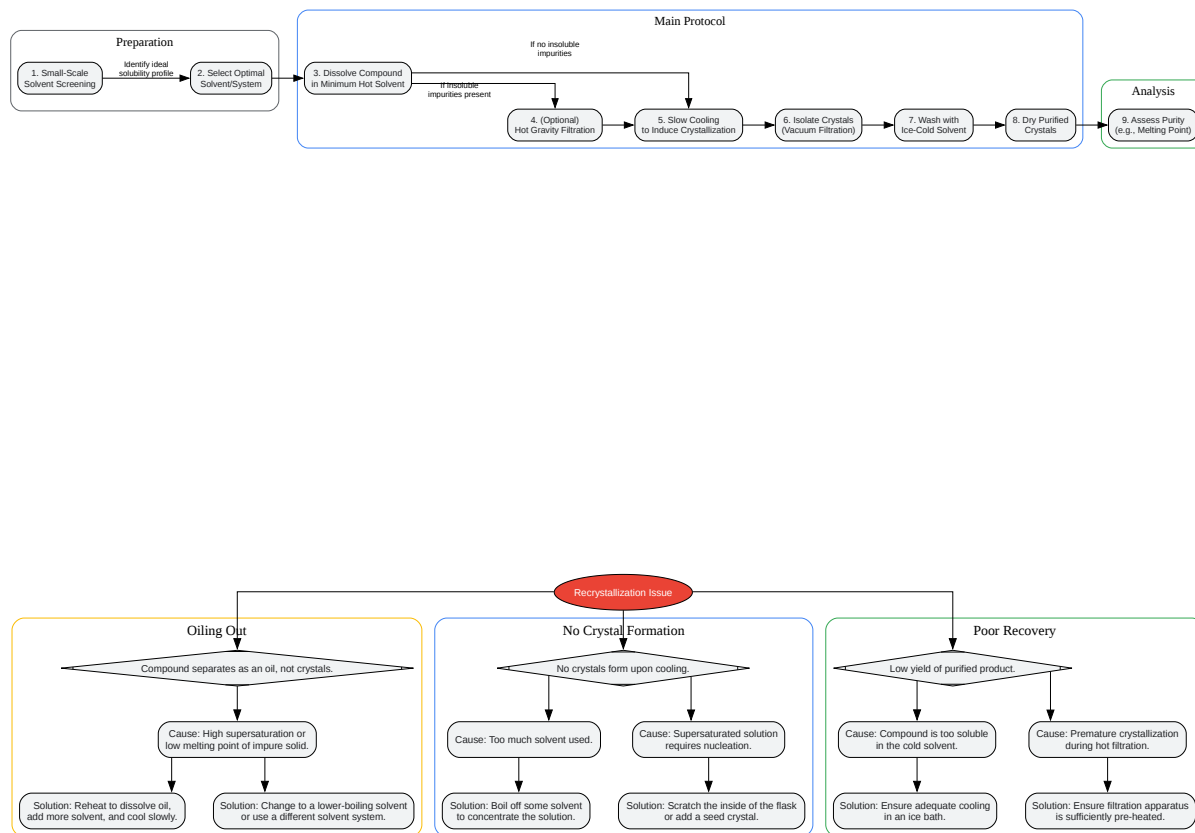 Preparation
1. Small-Scale
Solvent Screening
Identify ideal
solubility profile
2. Select Optimal
Solvent/System
Main Protocol
3. Dissolve Compound
in Minimum Hot Solvent
If no insoluble
impurities
If insoluble
impurities present
4. (Optional)
Hot Gravity Filtration
5. Slow Cooling
to Induce Crystallization
6. Isolate Crystals
(Vacuum Filtration)
7. Wash with
Ice-Cold Solvent
8. Dry Purified
Crystals
Analysis
9. Assess Purity
(e.g., Melting Point)
Recrystallization Issue
Oiling Out
Compound separates as an oil, not crystals.
Cause: High supersaturation or
low melting point of impure solid.
Solution: Reheat to dissolve oil,
add more solvent, and cool slowly.
Solution: Change to a lower-boiling solvent
or use a different solvent system.
No Crystal Formation
No crystals form upon cooling.
Cause: Too much solvent used.
Cause: Supersaturated solution
requires nucleation.
Solution: Boil off some solvent
to concentrate the solution.
Solution: Scratch the inside of the flask
or add a seed crystal.
Poor Recovery
Low yield of purified product.
Cause: Compound is too soluble
in the cold solvent.
Cause: Premature crystallization
during hot filtration.
Solution: Ensure adequate cooling
in an ice bath.
Solution: Ensure filtration apparatus
is sufficiently pre-heated.